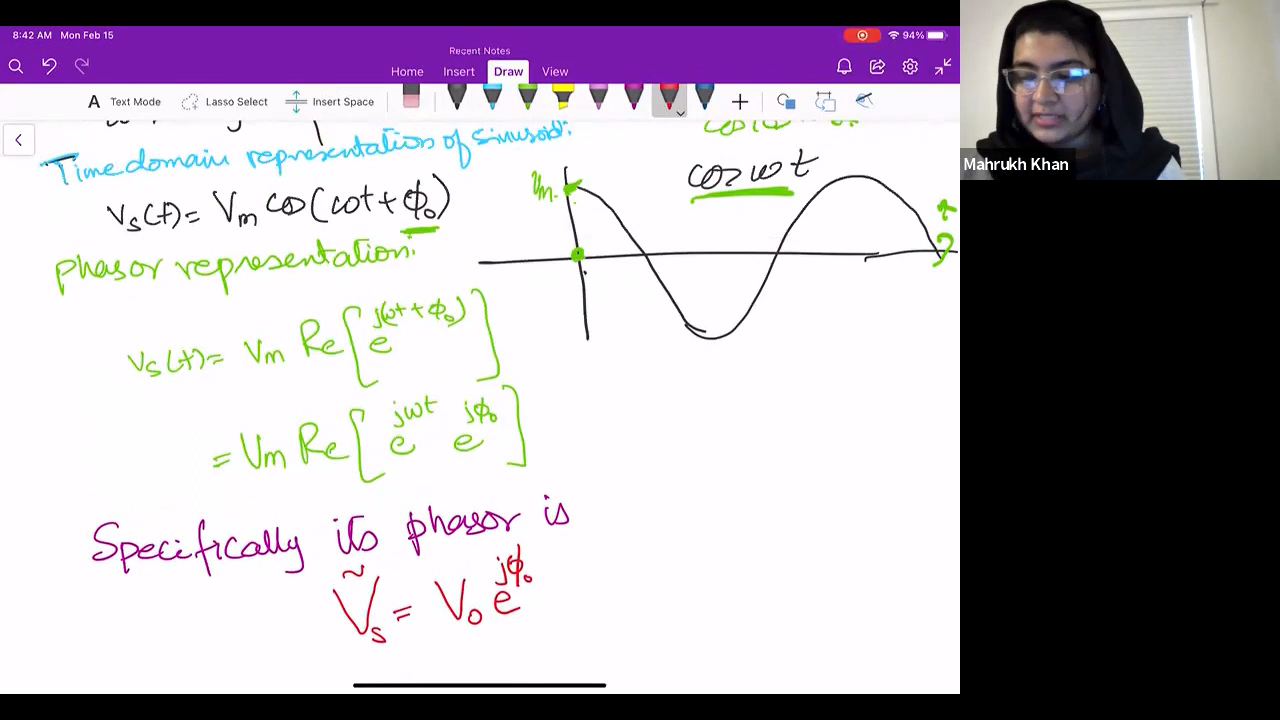 8:42 AM Mon Feb 15
94%
Recent Notes
Home Insert Draw View
Text Mode Lasso Select Insert Space
Time domain representation of sinusoid:
Vs(t)= Vm cos(ωt+ϕ₀)
Vm
cos ωt
phasor representation:
Vs(t)= Vm Re[e^j(ωt+ϕ₀)]
= Vm Re[e^jωt e^jϕ₀]
Specifically its phasor is
Ṽs = V₀ e^jϕ₀
Mahrukh Khan